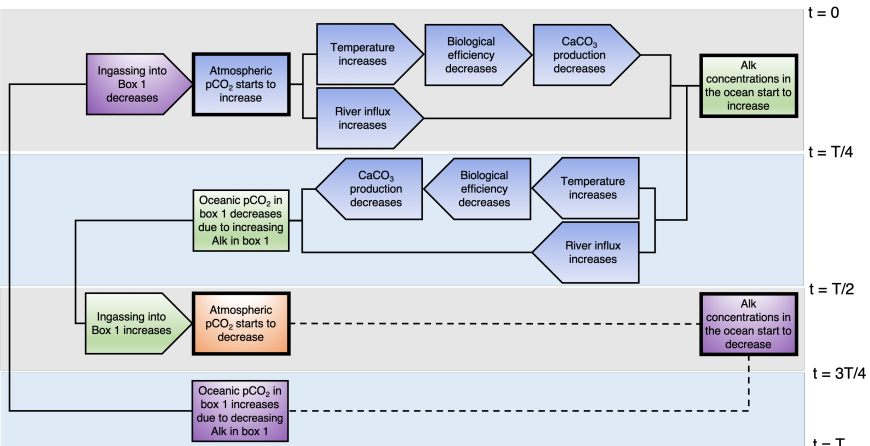 t = 0
Ingassing into
Box 1
decreases
Atmospheric
pCO₂ starts to
increase
Temperature
increases
Biological
efficiency
decreases
CaCO₃
production
decreases
River influx
increases
Alk
concentrations in
the ocean start to
increase
t = T/4
Oceanic pCO₂ in
box 1 decreases
due to increasing
Alk in box 1
CaCO₃
production
decreases
Biological
efficiency
decreases
Temperature
increases
River influx
increases
t = T/2
Ingassing into
Box 1 increases
Atmospheric
pCO₂ starts to
decrease
Alk
concentrations in
the ocean start to
decrease
t = 3T/4
Oceanic pCO₂ in
box 1 increases
due to decreasing
Alk in box 1
t = T